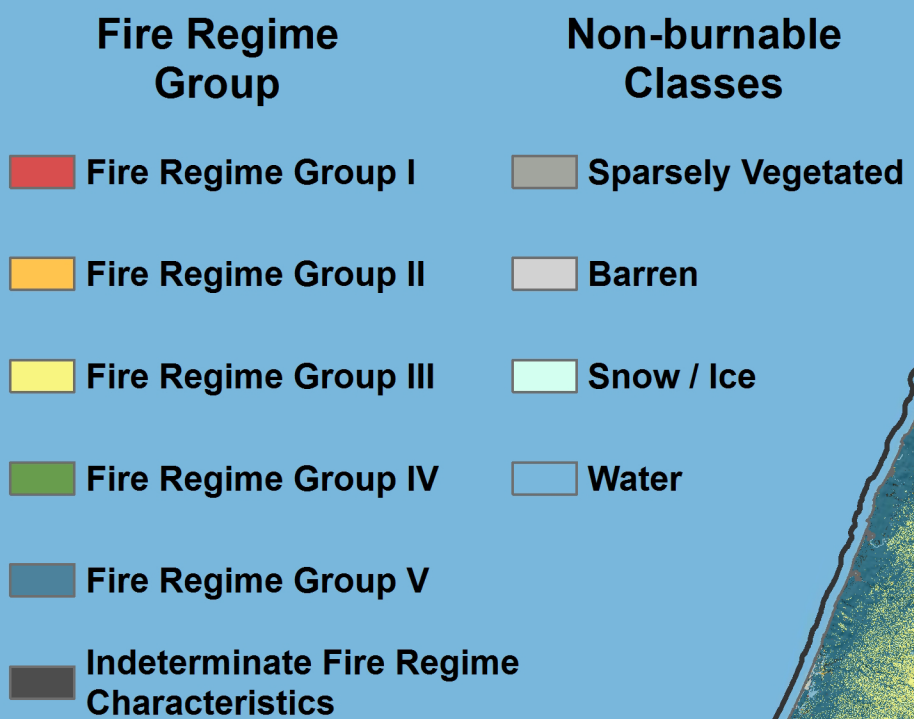 Fire Regime
Group
Fire Regime Group I
Fire Regime Group II
Fire Regime Group III
Fire Regime Group IV
Fire Regime Group V
Indeterminate Fire Regime
Characteristics
Non-burnable
Classes
Sparsely Vegetated
Barren
Snow / Ice
Water